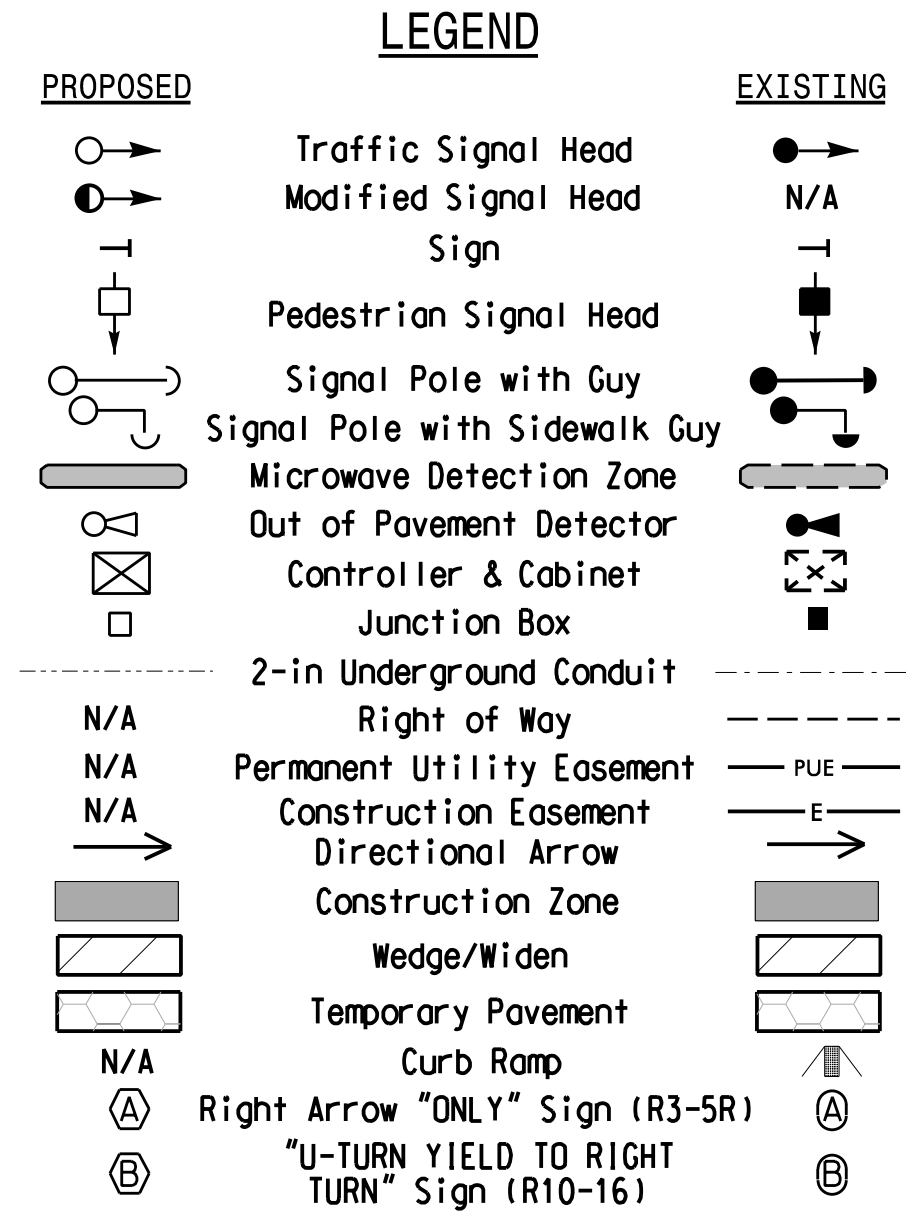 LEGEND
PROPOSED EXISTING
Traffic Signal Head
Modified Signal Head N/A
Sign
Pedestrian Signal Head
Signal Pole with Guy
Signal Pole with Sidewalk Guy
Microwave Detection Zone
Out of Pavement Detector
Controller & Cabinet
Junction Box
2-in Underground Conduit
N/A Right of Way
N/A Permanent Utility Easement PUE
N/A Construction Easement E
Directional Arrow
Construction Zone
Wedge/Widen
Temporary Pavement
N/A Curb Ramp
A Right Arrow "ONLY" Sign (R3-5R) A
"U-TURN YIELD TO RIGHT
B TURN" Sign (R10-16) B